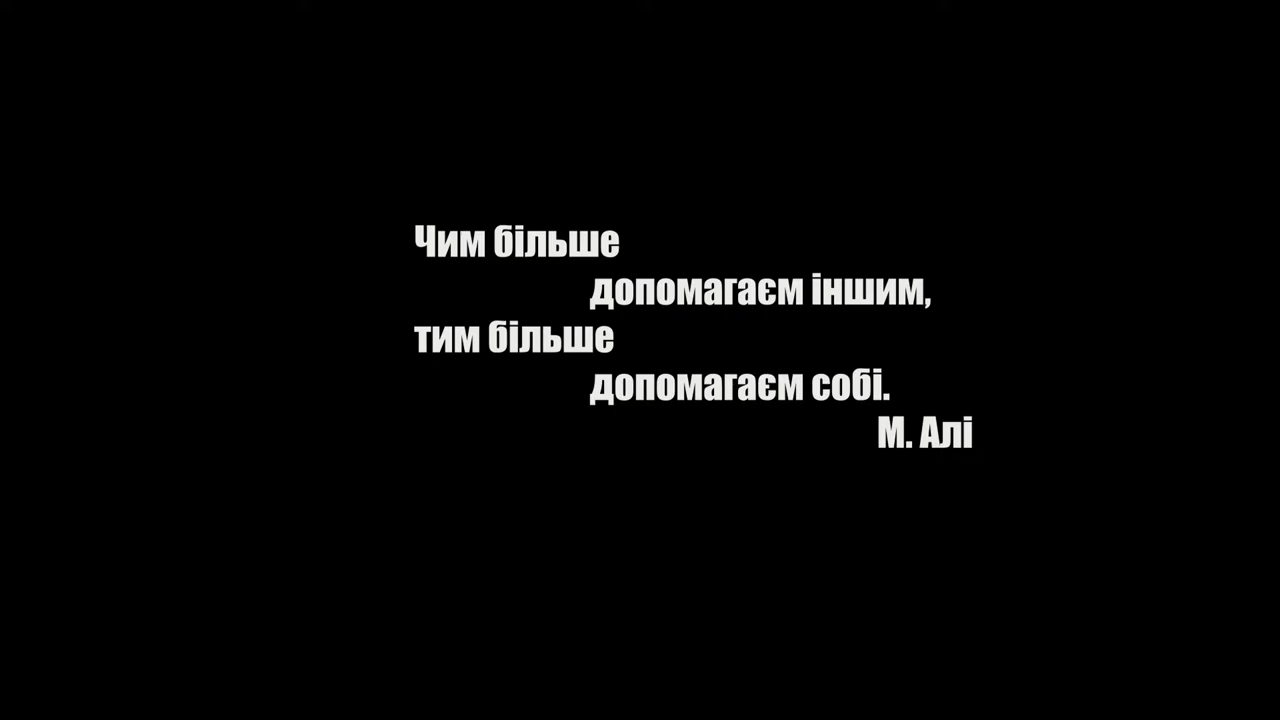 Чим більше
допомагаєм іншим,
тим більше
допомагаєм собі.
М. Алі